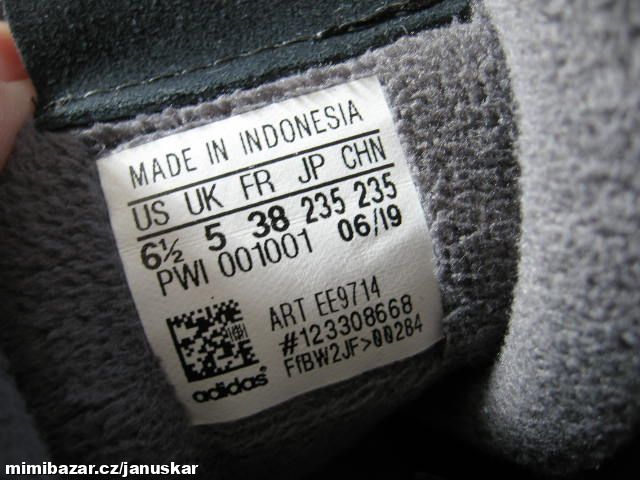 MADE IN INDONESIA
US UK FR JP CHN
6½ 5 38 235 235
PWI 001001 06/19
ART EE9714
#123308668
FfBW2JF>00284
adidas®
mimibazar.cz/januskar